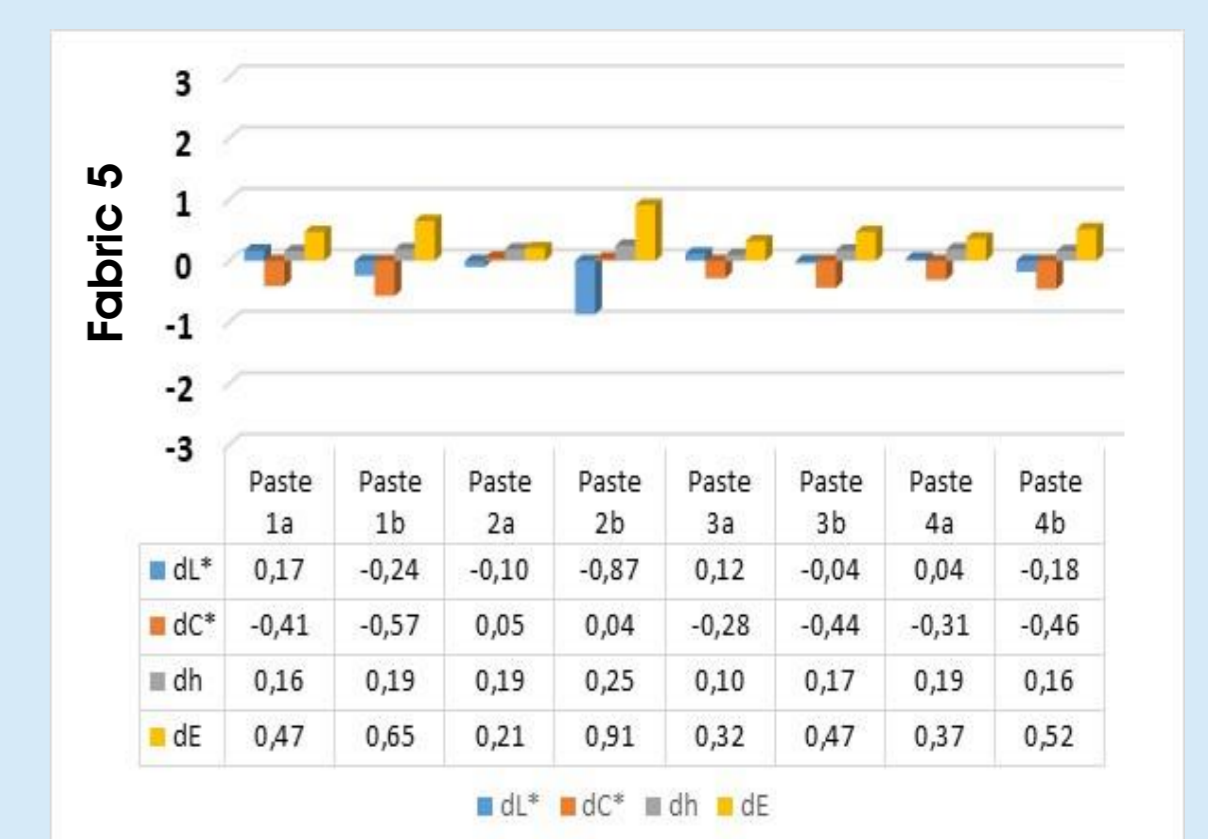 Fabric 5
3
2
1
0
-1
-2
-3
Paste 1a Paste 1b Paste 2a Paste 2b Paste 3a Paste 3b Paste 4a Paste 4b
dL* 0,17 -0,24 -0,10 -0,87 0,12 -0,04 0,04 -0,18
dC* -0,41 -0,57 0,05 0,04 -0,28 -0,44 -0,31 -0,46
dh 0,16 0,19 0,19 0,25 0,10 0,17 0,19 0,16
dE 0,47 0,65 0,21 0,91 0,32 0,47 0,37 0,52
dL* dC* dh dE